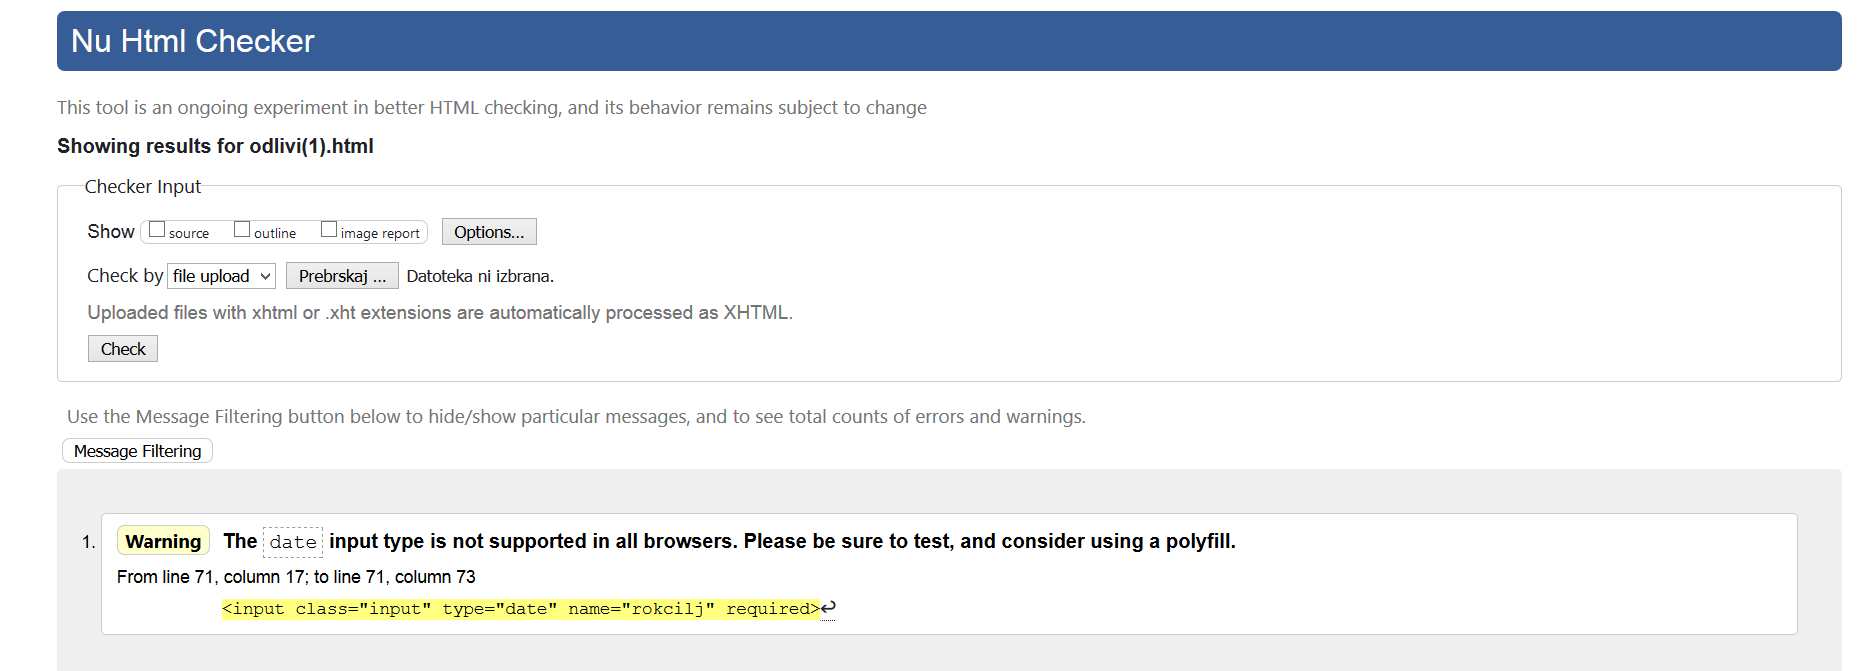 Nu Html Checker
This tool is an ongoing experiment in better HTML checking, and its behavior remains subject to change
Showing results for odlivi(1).html
Checker Input
Show source outline image report Options...
Check by file upload Prebrskaj ... Datoteka ni izbrana.
Uploaded files with xhtml or .xht extensions are automatically processed as XHTML.
Check
Use the Message Filtering button below to hide/show particular messages, and to see total counts of errors and warnings.
Message Filtering
1. Warning The date input type is not supported in all browsers. Please be sure to test, and consider using a polyfill.
From line 71, column 17; to line 71, column 73
<input class="input" type="date" name="rokcilj" required>↩